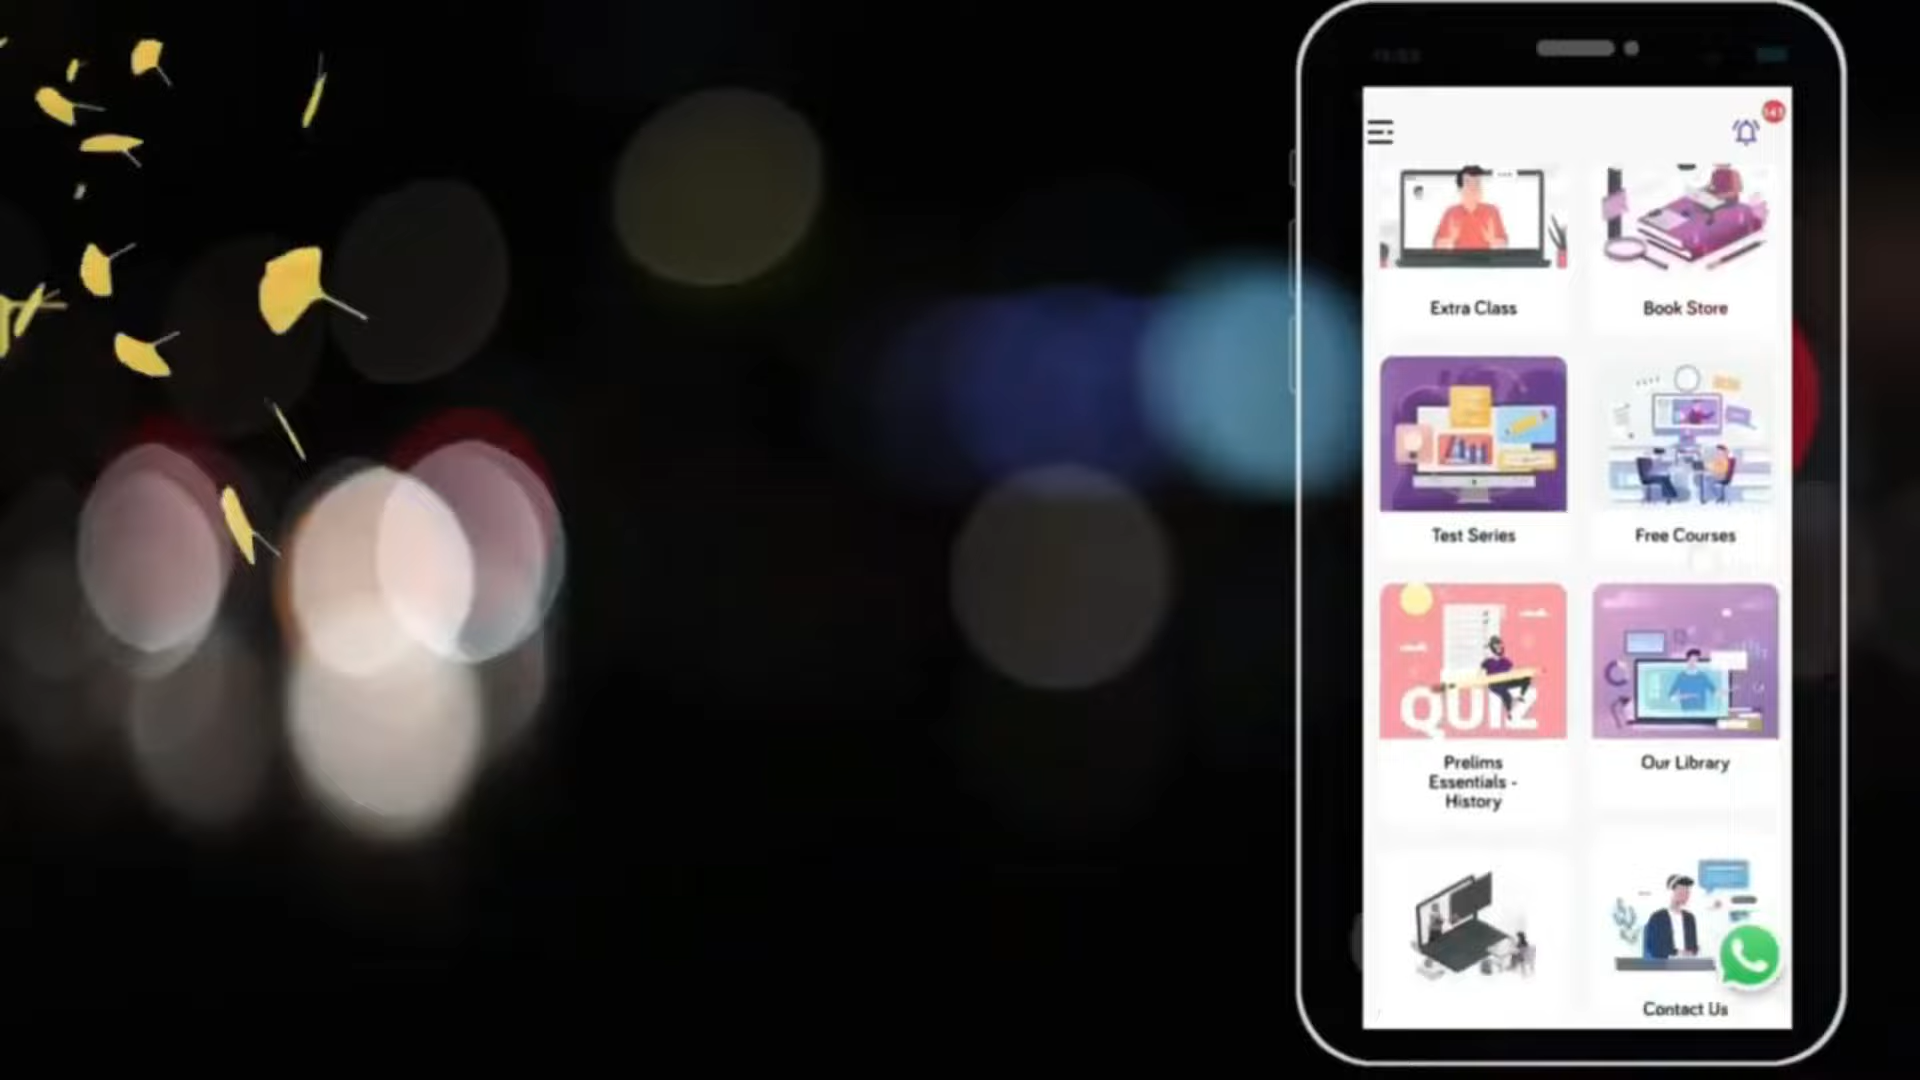 Extra Class
Book Store
Test Series
Free Courses
QUIZ
Prelims
Essentials -
History
Our Library
Contact Us